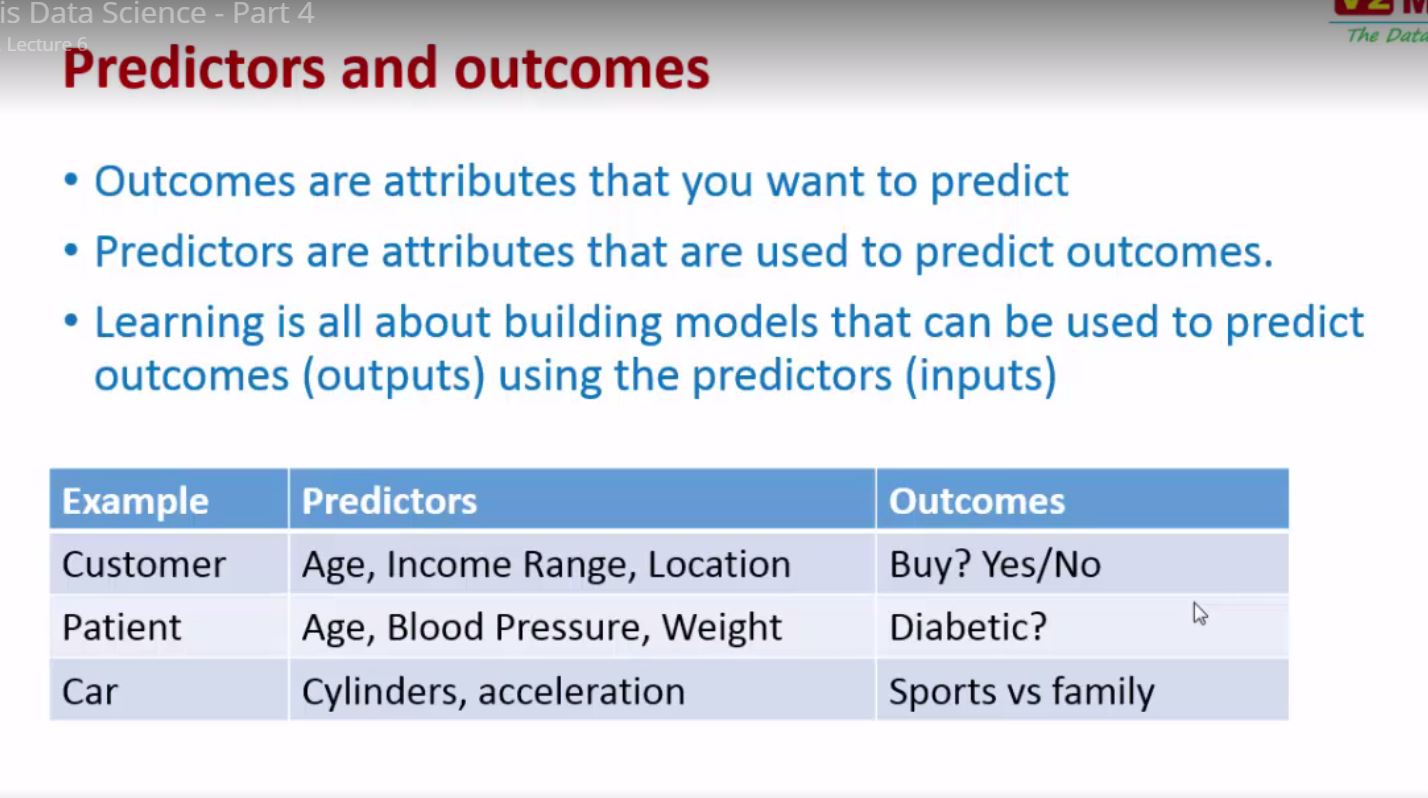 is Data Science - Part 4
Lecture 6
The Data
Predictors and outcomes
• Outcomes are attributes that you want to predict
• Predictors are attributes that are used to predict outcomes.
• Learning is all about building models that can be used to predict
outcomes (outputs) using the predictors (inputs)
Example Predictors Outcomes
Customer Age, Income Range, Location Buy? Yes/No
Patient Age, Blood Pressure, Weight Diabetic?
Car Cylinders, acceleration Sports vs family